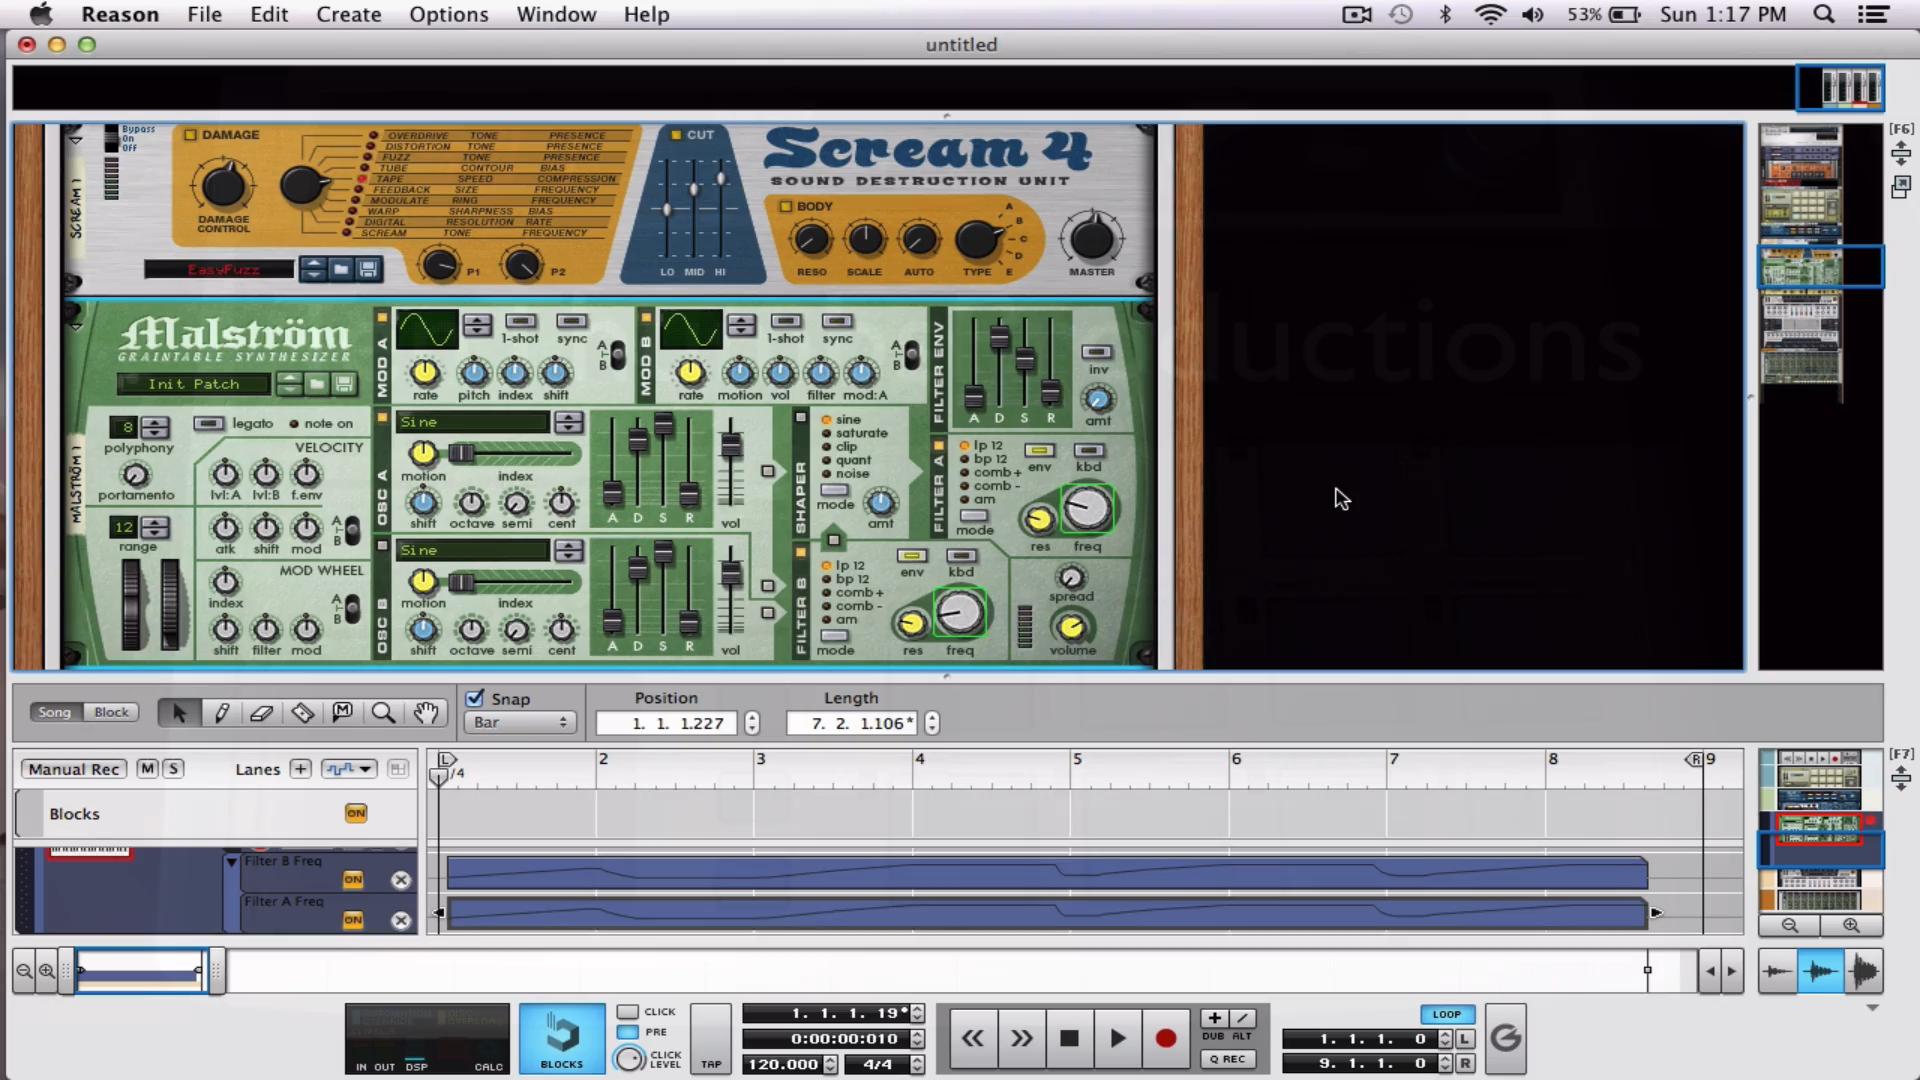 Reason File Edit Create Options Window Help
53% Sun 1:17 PM
untitled
[F6]
Bypass
On
Off
SCREAM 1
DAMAGE
DAMAGE
CONTROL
OVERDRIVE TONE PRESENCE
DISTORTION TONE PRESENCE
FUZZ TONE PRESENCE
TUBE CONTOUR BIAS
TAPE SPEED COMPRESSION
FEEDBACK SIZE FREQUENCY
MODULATE RING FREQUENCY
WARP SHARPNESS BIAS
DIGITAL RESOLUTION RATE
SCREAM TONE FREQUENCY
EasyFuzz
P1 P2
CUT
LO MID HI
Scream 4
SOUND DESTRUCTION UNIT
BODY
RESO SCALE AUTO TYPE
A
B
C
D
E
MASTER
Malström
GRAINTABLE SYNTHESIZER
Init Patch
MALSTRÖM 1
8 legato note on
polyphony
portamento
12
range
VELOCITY
lvl:A lvl:B f.env
atk shift mod
A
B
MOD WHEEL
index
A
B
shift filter mod
MOD A
1-shot sync
A
B
rate pitch index shift
MOD B
1-shot sync
A
B
rate motion vol filter mod:A
OSC A
Sine
motion index
shift octave semi cent
A D S R vol
OSC B
Sine
motion index
shift octave semi cent
A D S R vol
SHAPER
sine
saturate
clip
quant
noise
mode amt
FILTER ENV
A D S R
inv
amt
FILTER A
lp 12
bp 12
comb +
comb -
am
mode
env kbd
res freq
FILTER B
lp 12
bp 12
comb +
comb -
am
mode
env kbd
res freq
spread
volume
ductions
Song Block
Snap
Bar
Position
1. 1. 1.227
Length
7. 2. 1.106*
Manual Rec M S Lanes
L 2 3 4 5 6 7 8 R 9
/4
[F7]
Blocks ON
Filter B Freq
ON
Filter A Freq
ON
IN OUT DSP CALC
BLOCKS
CLICK
PRE
CLICK
LEVEL
TAP
1. 1. 1. 19*
0:00:00:010
120.000 4/4
DUB ALT
Q REC
LOOP
1. 1. 1. 0 L
9. 1. 1. 0 R